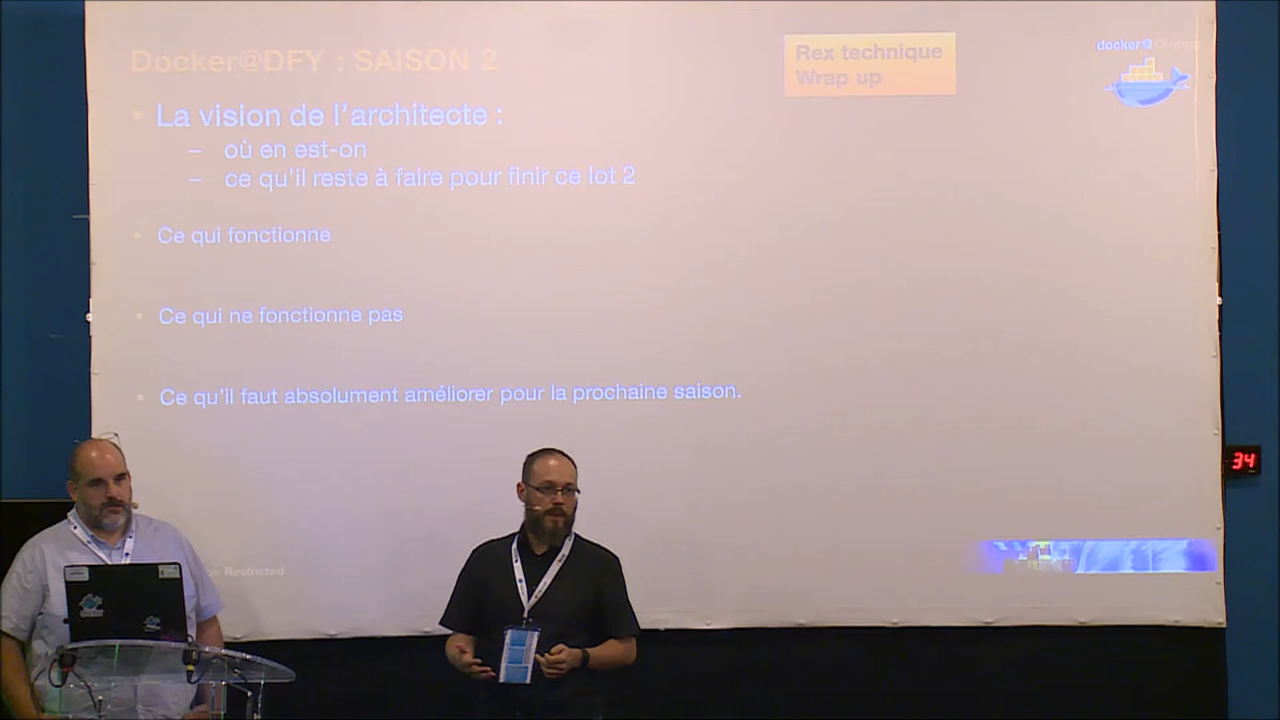 Docker@DFY : SAISON 2
Rex technique
Wrap up
docker@Orange
La vision de l'architecte :
– où en est-on
– ce qu'il reste à faire pour finir ce lot 2
Ce qui fonctionne
Ce qui ne fonctionne pas
Ce qu'il faut absolument améliorer pour la prochaine saison.
34
Restricted